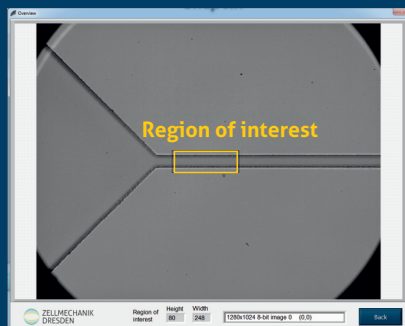 Overview
Region of interest
ZELLMECHANIK
DRESDEN
Region of
interest
Height
80
Width
248
1280x1024 8-bit image 0 (0,0)
Back